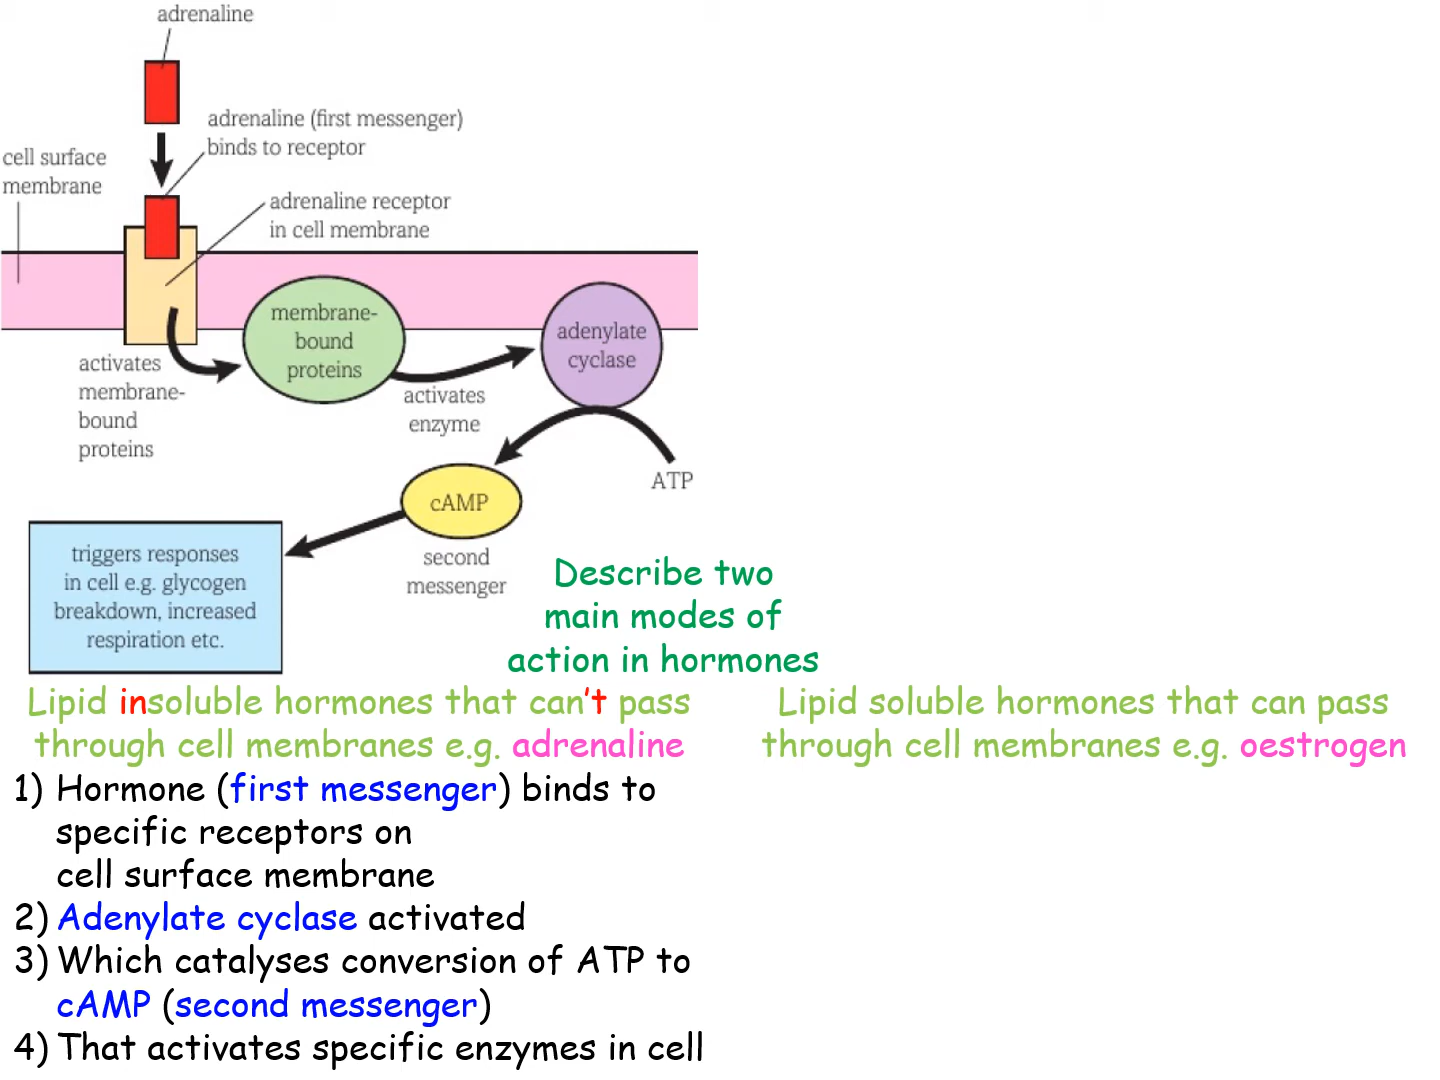 adrenaline
adrenaline (first messenger)
binds to receptor
cell surface
membrane
adrenaline receptor
in cell membrane
membrane-
bound
proteins
adenylate
cyclase
activates
membrane-
bound
proteins
activates
enzyme
ATP
cAMP
second
messenger
triggers responses
in cell e.g. glycogen
breakdown, increased
respiration etc.
Describe two
main modes of
action in hormones
Lipid insoluble hormones that can't pass
through cell membranes e.g. adrenaline
1) Hormone (first messenger) binds to
specific receptors on
cell surface membrane
2) Adenylate cyclase activated
3) Which catalyses conversion of ATP to
cAMP (second messenger)
4) That activates specific enzymes in cell
Lipid soluble hormones that can pass
through cell membranes e.g. oestrogen